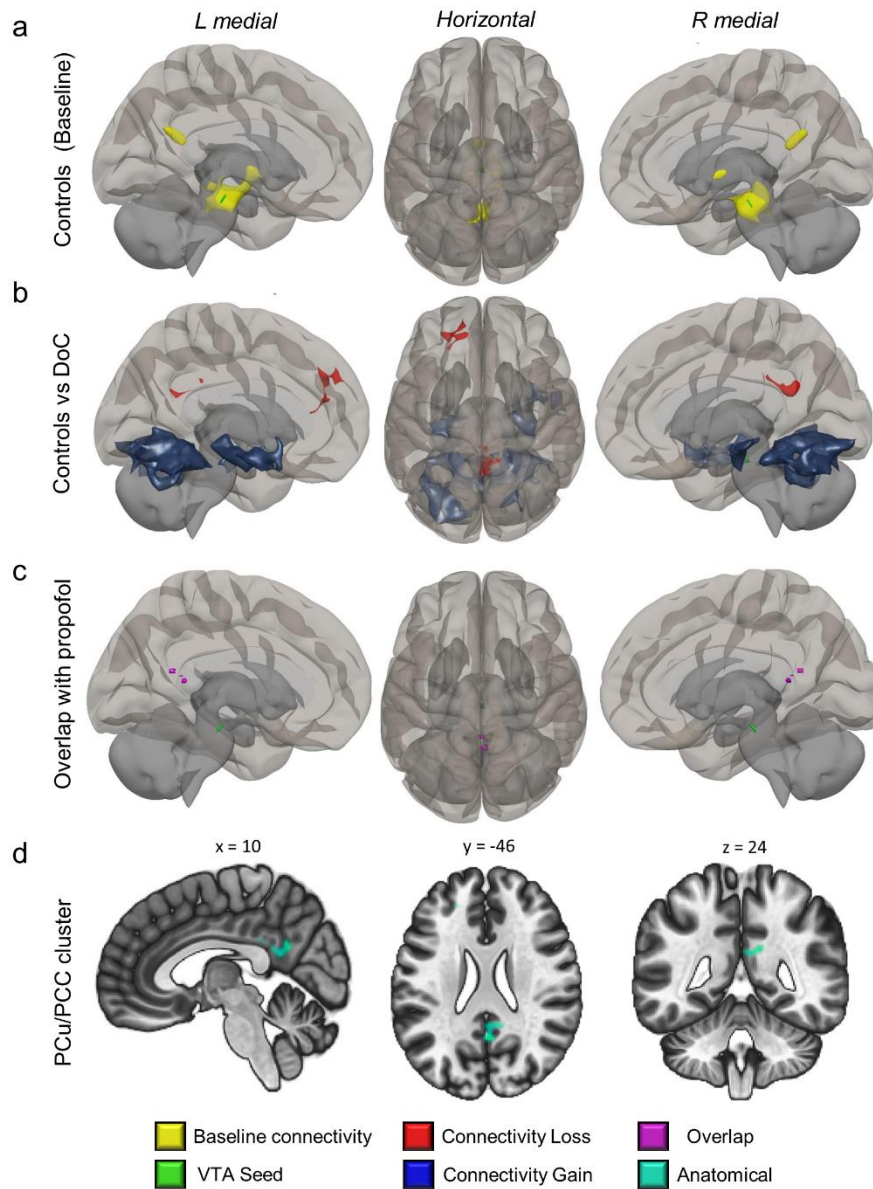 a
L medial
Horizontal
R medial
Controls (Baseline)
b
Controls vs DoC
c
Overlap with propofol
d
x = 10
y = -46
z = 24
PCu/PCC cluster
Baseline connectivity
Connectivity Loss
Overlap
VTA Seed
Connectivity Gain
Anatomical